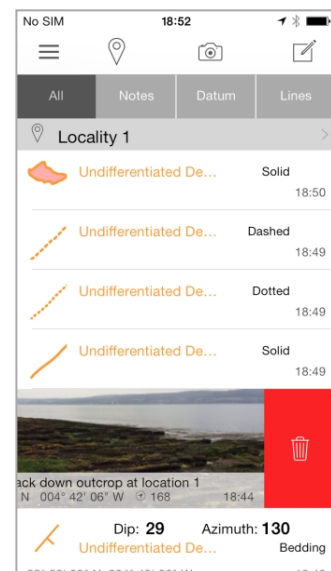 No SIM 18:52
All Notes Datum Lines
Locality 1
Undifferentiated De... Solid
18:50
Undifferentiated De... Dashed
18:49
Undifferentiated De... Dotted
18:49
Undifferentiated De... Solid
18:49
ack down outcrop at location 1
N 004° 42' 06" W 168 18:44
Dip: 29 Azimuth: 130
Undifferentiated De... Bedding